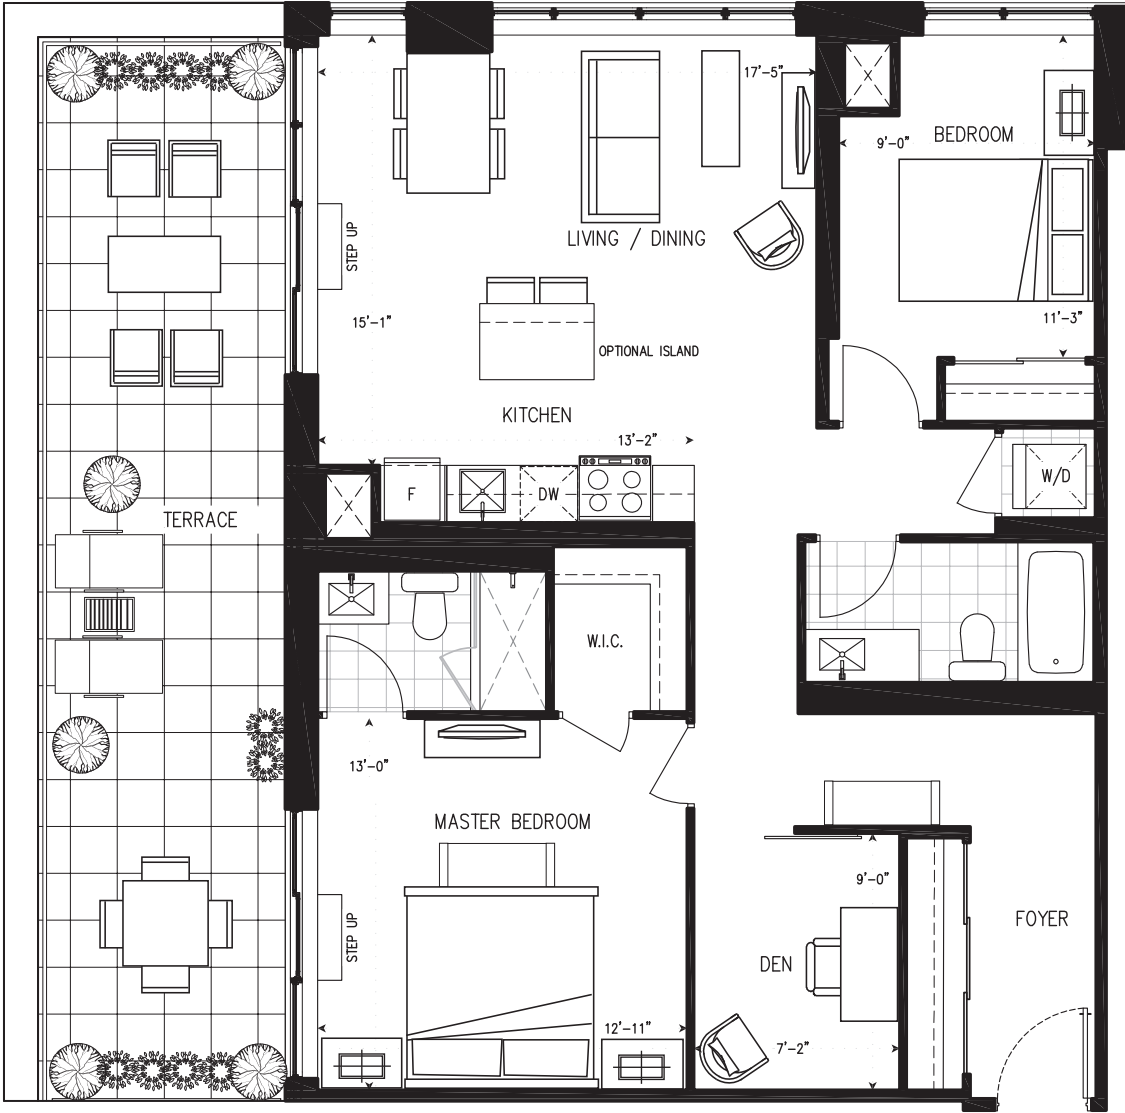 17'-5"
BEDROOM
9'-0"
LIVING / DINING
STEP UP
15'-1"
11'-3"
OPTIONAL ISLAND
KITCHEN
13'-2"
F
DW
W/D
TERRACE
W.I.C.
13'-0"
MASTER BEDROOM
9'-0"
FOYER
STEP UP
DEN
12'-11"
7'-2"